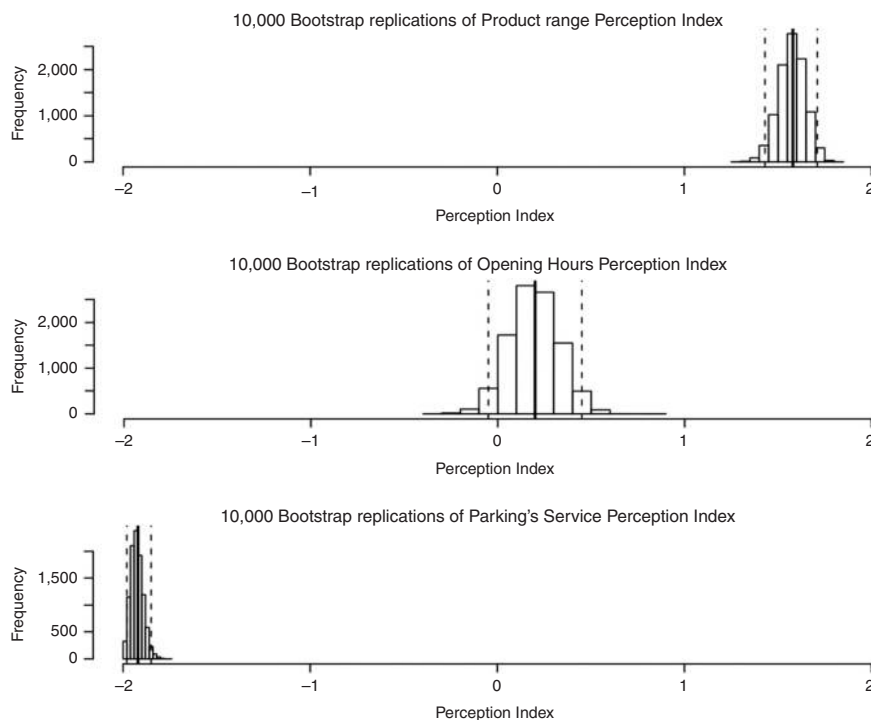 10,000 Bootstrap replications of Product range Perception Index
Frequency
2,000
1,000
0
–2 –1 0 1 2
Perception Index
10,000 Bootstrap replications of Opening Hours Perception Index
Frequency
2,000
1,000
0
–2 –1 0 1 2
Perception Index
10,000 Bootstrap replications of Parking's Service Perception Index
Frequency
1,500
500
0
–2 –1 0 1 2
Perception Index